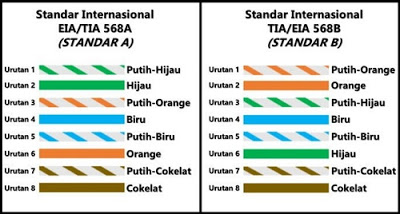 Standar Internasional
EIA/TIA 568A
(STANDAR A)
Urutan 1 Putih-Hijau
Urutan 2 Hijau
Urutan 3 Putih-Orange
Urutan 4 Biru
Urutan 5 Putih-Biru
Urutan 6 Orange
Urutan 7 Putih-Cokelat
Urutan 8 Cokelat
Standar Internasional
TIA/EIA 568B
(STANDAR B)
Urutan 1 Putih-Orange
Urutan 2 Orange
Urutan 3 Putih-Hijau
Urutan 4 Biru
Urutan 5 Putih-Biru
Urutan 6 Hijau
Urutan 7 Putih-Cokelat
Urutan 8 Cokelat